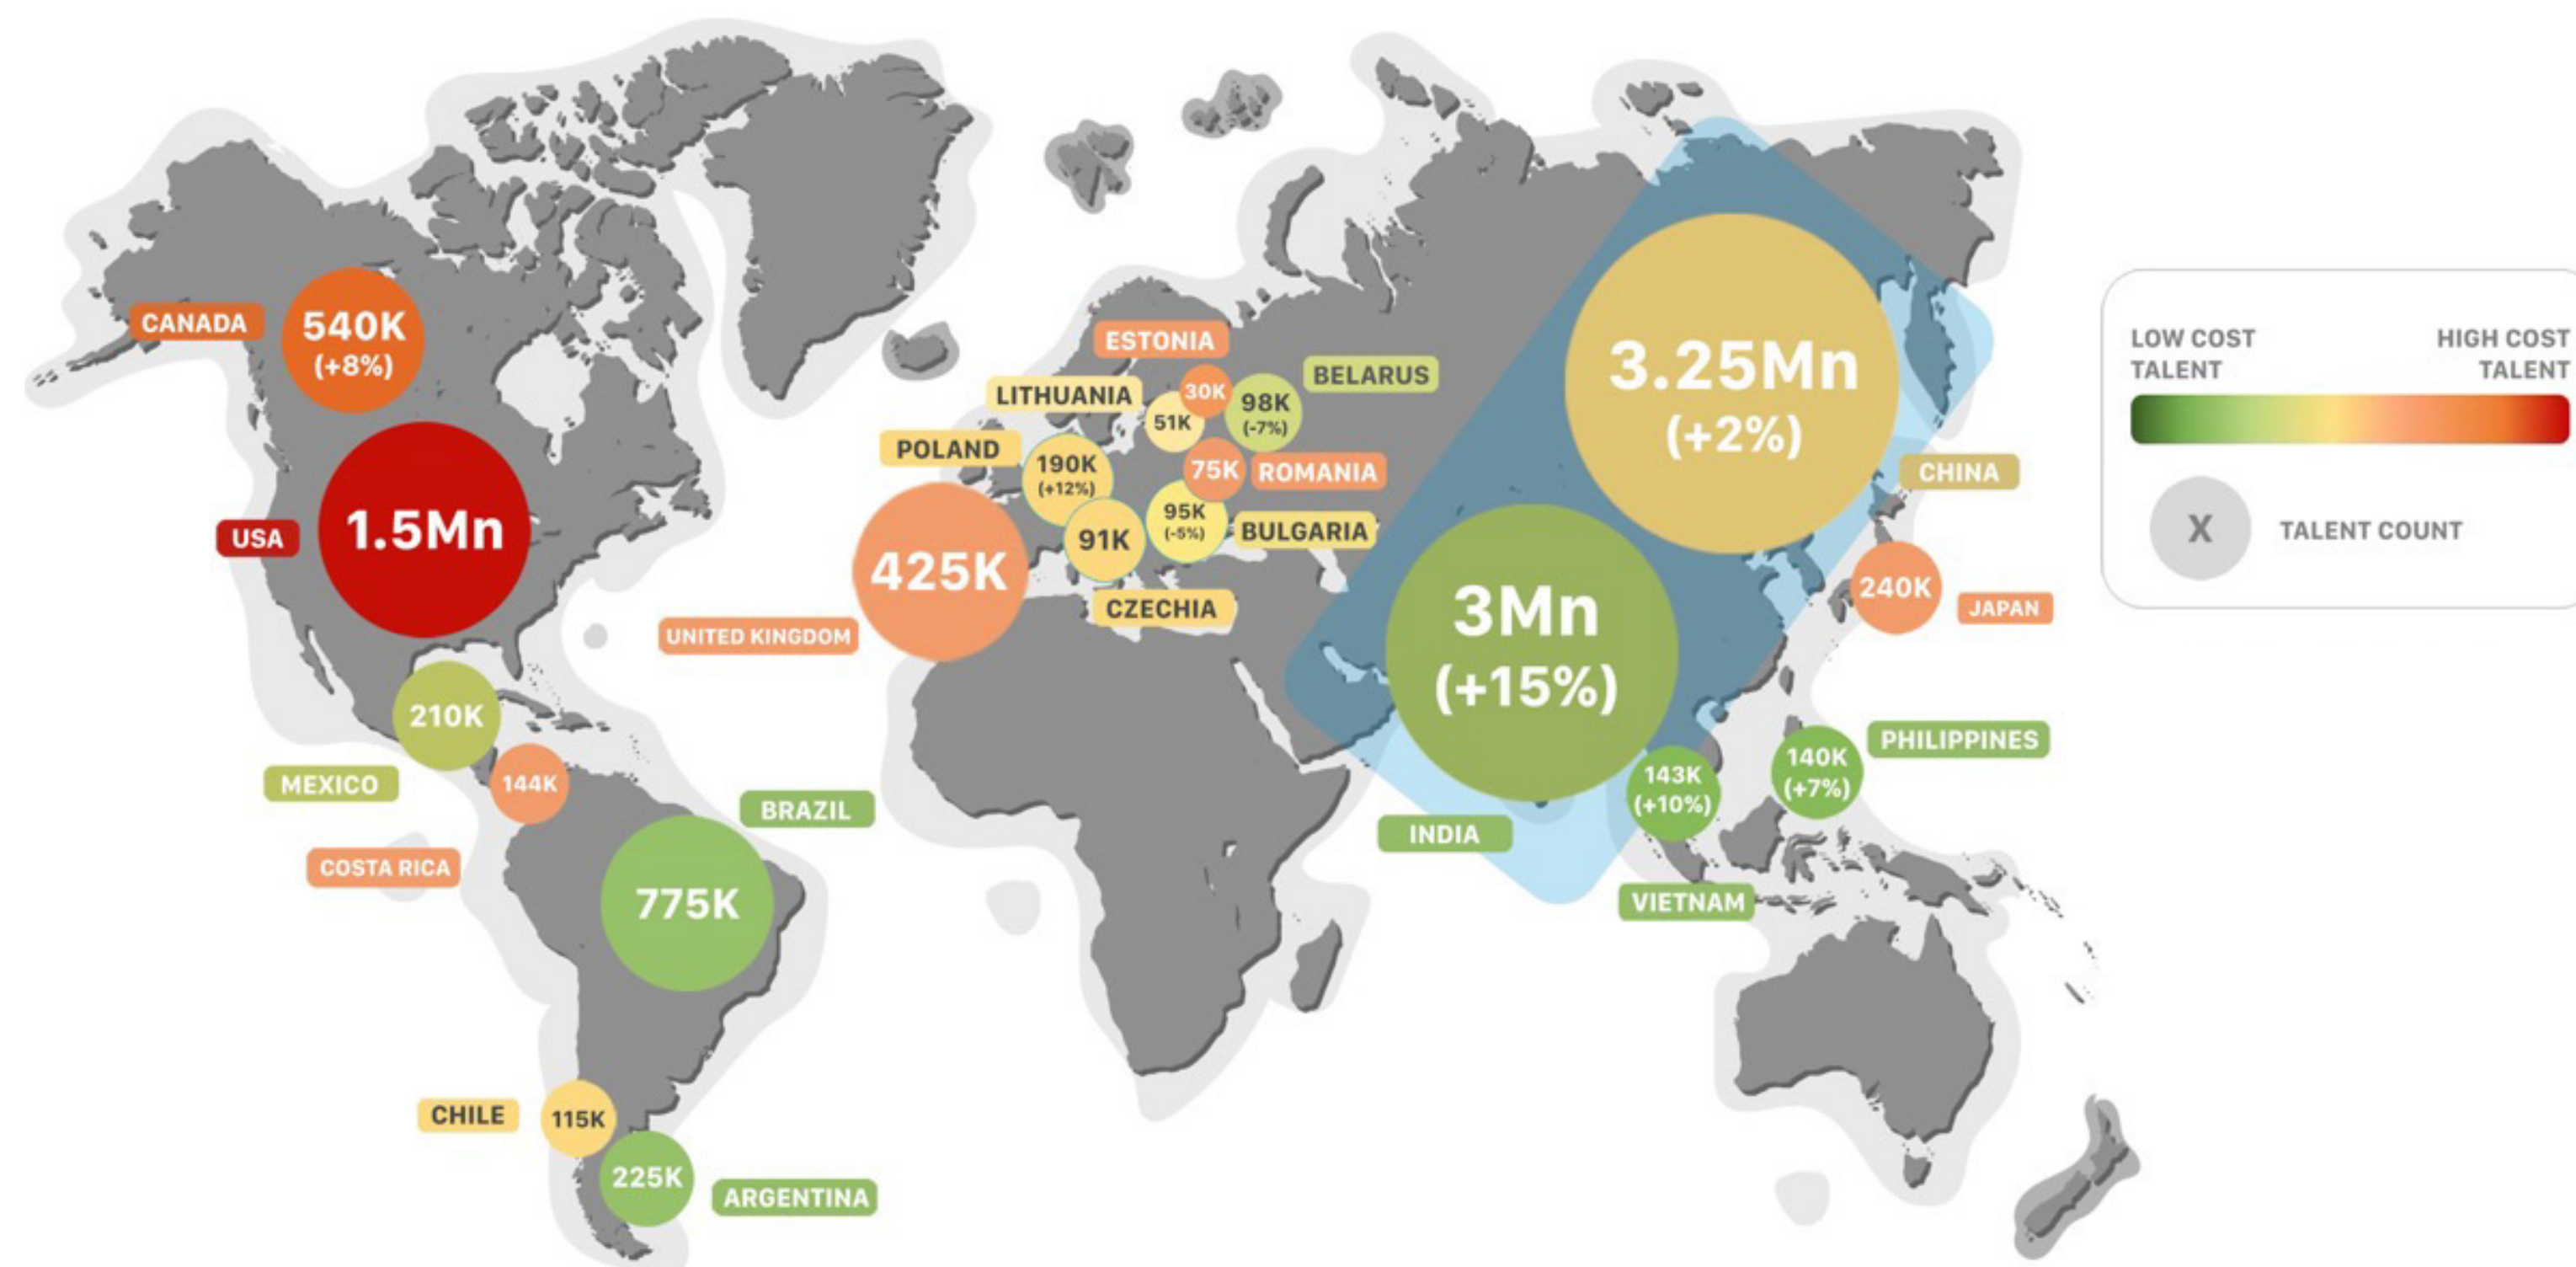 CANADA
540K
(+8%)
USA
1.5Mn
210K
MEXICO
144K
COSTA RICA
BRAZIL
775K
CHILE
115K
225K
ARGENTINA
ESTONIA
30K
LITHUANIA
51K
BELARUS
98K
(-7%)
POLAND
190K
(+12%)
75K
ROMANIA
95K
(-5%)
BULGARIA
91K
CZECHIA
425K
UNITED KINGDOM
3.25Mn
(+2%)
CHINA
3Mn
(+15%)
INDIA
240K
JAPAN
143K
(+10%)
VIETNAM
140K
(+7%)
PHILIPPINES
LOW COST
TALENT
HIGH COST
TALENT
X
TALENT COUNT